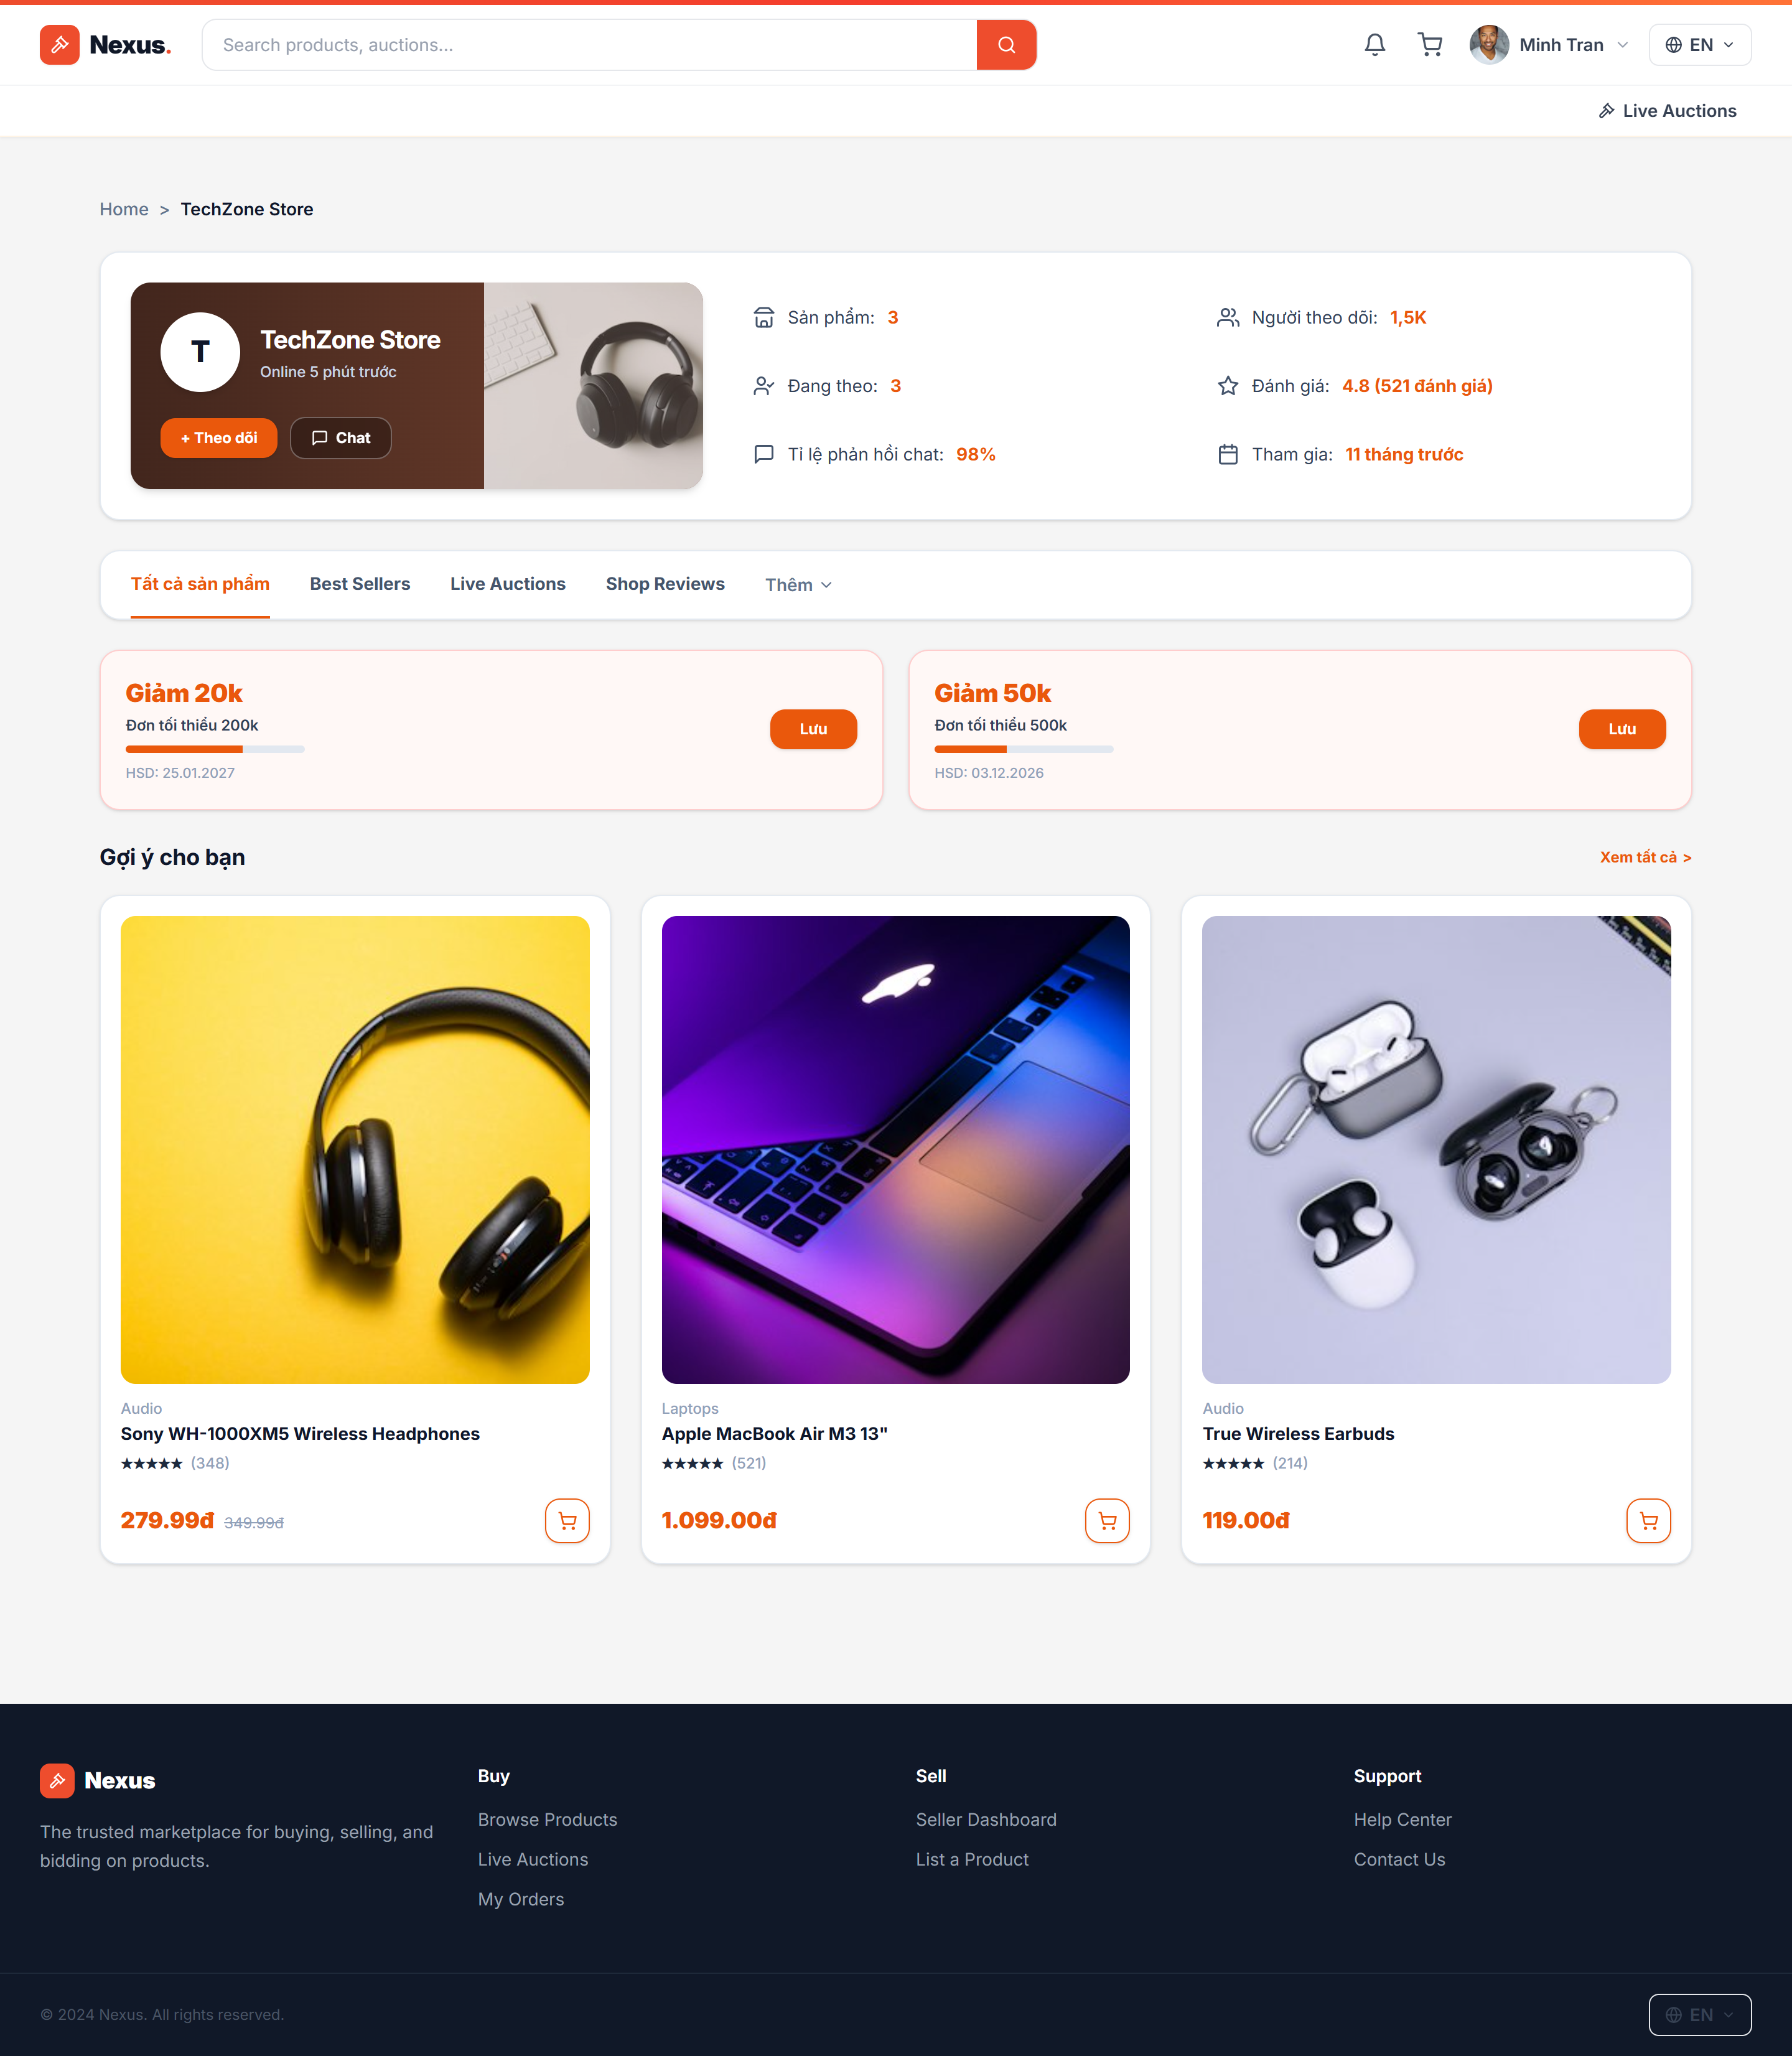 Nexus.
Search products, auctions...
Minh Tran
EN
Live Auctions
Home > TechZone Store
T
TechZone Store
Online 5 phút trước
+ Theo dõi
Chat
Sản phẩm: 3
Người theo dõi: 1,5K
Đang theo: 3
Đánh giá: 4.8 (521 đánh giá)
Tỉ lệ phản hồi chat: 98%
Tham gia: 11 tháng trước
Tất cả sản phẩm
Best Sellers
Live Auctions
Shop Reviews
Thêm
Giảm 20k
Đơn tối thiểu 200k
HSD: 25.01.2027
Lưu
Giảm 50k
Đơn tối thiểu 500k
HSD: 03.12.2026
Lưu
Gợi ý cho bạn
Xem tất cả >
Audio
Sony WH-1000XM5 Wireless Headphones
★★★★★ (348)
279.99đ 349.99đ
Laptops
Apple MacBook Air M3 13"
★★★★★ (521)
1.099.00đ
Audio
True Wireless Earbuds
★★★★★ (214)
119.00đ
Nexus
The trusted marketplace for buying, selling, and
bidding on products.
Buy
Browse Products
Live Auctions
My Orders
Sell
Seller Dashboard
List a Product
Support
Help Center
Contact Us
© 2024 Nexus. All rights reserved.
EN